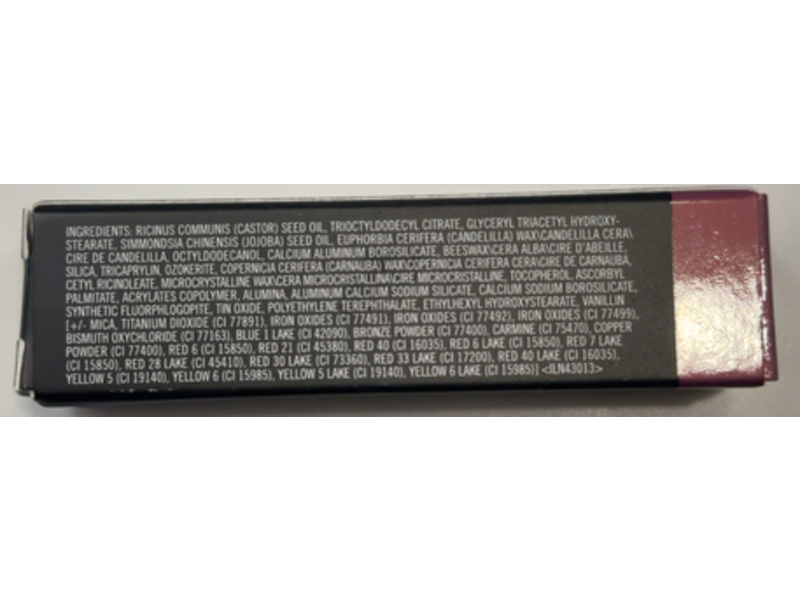 INGREDIENTS: RICINUS COMMUNIS (CASTOR) SEED OIL, TRIOCTYLDODECYL CITRATE, GLYCERYL TRIACETYL HYDROXY-
STEARATE, SIMMONDSIA CHINENSIS (JOJOBA) SEED OIL, EUPHORBIA CERIFERA (CANDELILLA) WAX\CANDELILLA CERA\
CIRE DE CANDELILLA, OCTYLDODECANOL, CALCIUM ALUMINUM BOROSILICATE, BEESWAX\CERA ALBA\CIRE D'ABEILLE,
SILICA, TRICAPRYLIN, OZOKERITE, COPERNICIA CERIFERA (CARNAUBA) WAX\COPERNICIA CERIFERA CERA\CIRE DE CARNAUBA,
CETYL RICINOLEATE, MICROCRYSTALLINE WAX\CERA MICROCRISTALLINA\CIRE MICROCRISTALLINE, TOCOPHEROL, ASCORBYL
PALMITATE, ACRYLATES COPOLYMER, ALUMINA, ALUMINUM CALCIUM SODIUM SILICATE, CALCIUM SODIUM BOROSILICATE,
SYNTHETIC FLUORPHLOGOPITE, TIN OXIDE, POLYETHYLENE TEREPHTHALATE, ETHYLHEXYL HYDROXYSTEARATE, VANILLIN
[+/- MICA, TITANIUM DIOXIDE (CI 77891), IRON OXIDES (CI 77491), IRON OXIDES (CI 77492), IRON OXIDES (CI 77499),
BISMUTH OXYCHLORIDE (CI 77163), BLUE 1 LAKE (CI 42090), BRONZE POWDER (CI 77400), CARMINE (CI 75470), COPPER
POWDER (CI 77400), RED 6 (CI 15850), RED 21 (CI 45380), RED 40 (CI 16035), RED 6 LAKE (CI 15850), RED 7 LAKE
(CI 15850), RED 28 LAKE (CI 45410), RED 30 LAKE (CI 73360), RED 33 LAKE (CI 17200), RED 40 LAKE (CI 16035),
YELLOW 5 (CI 19140), YELLOW 6 (CI 15985), YELLOW 5 LAKE (CI 19140), YELLOW 6 LAKE (CI 15985)] <ILN43013>